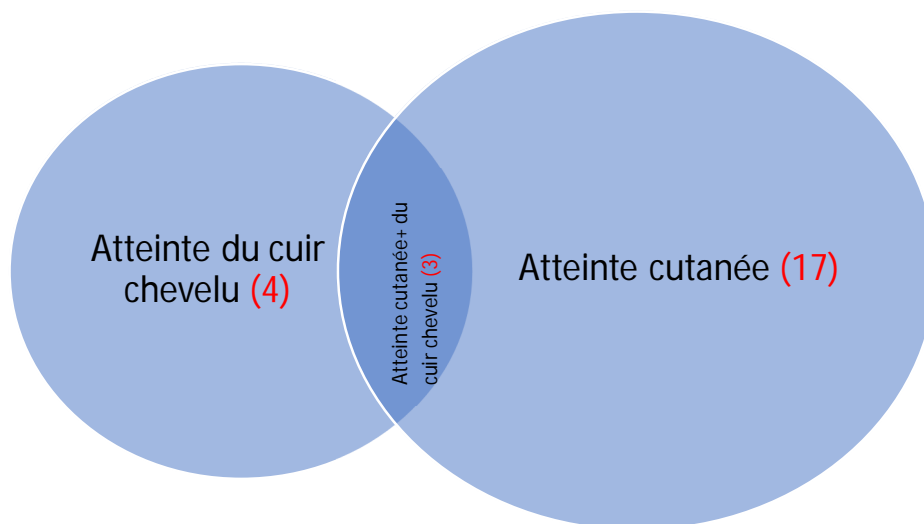 Atteinte du cuir
chevelu (4)
Atteinte cutanée+ du
cuir chevelu (3)
Atteinte cutanée (17)